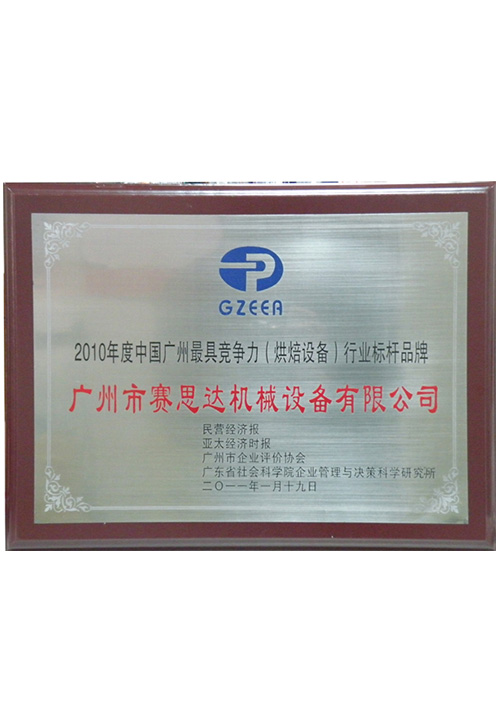 GZEEA
2010年度中国广州最具竞争力（烘焙设备）行业标杆品牌
广州市赛思达机械设备有限公司
民营经济报
亚太经济时报
广州市企业评价协会
广东省社会科学院企业管理与决策科学研究所
二〇一一年一月十九日